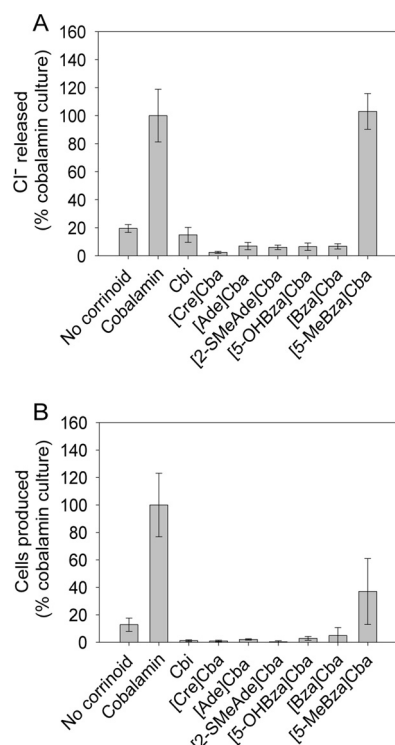 A
160
140
120
100
80
60
40
20
0
Cl⁻ released
(% cobalamin culture)
No corrinoid
Cobalamin
Cbi
[Cre]Cba
[Ade]Cba
[2-SMeAde]Cba
[5-OHBza]Cba
[Bza]Cba
[5-MeBza]Cba
B
160
140
120
100
80
60
40
20
0
Cells produced
(% cobalamin culture)
No corrinoid
Cobalamin
Cbi
[Cre]Cba
[Ade]Cba
[2-SMeAde]Cba
[5-OHBza]Cba
[Bza]Cba
[5-MeBza]Cba